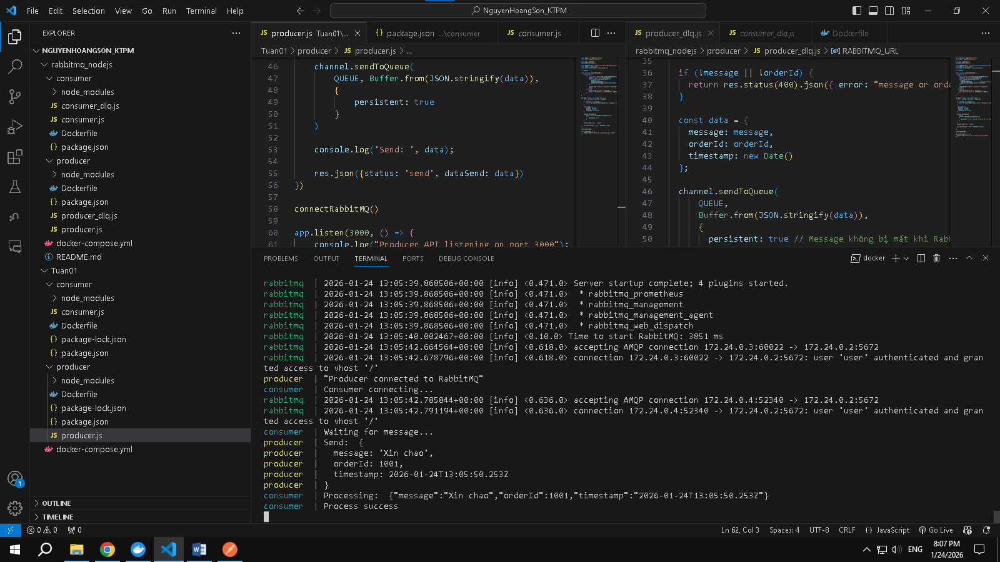 File Edit Selection View Go Run Terminal Help
NguyenHoangSon_KTPM
EXPLORER
NGUYENHOANGSON_KTPM
rabbitmq_nodejs
consumer
node_modules
JS consumer_dlq.js
JS consumer.js
Dockerfile
{} package.json
producer
node_modules
Dockerfile
{} package.json
JS producer_dlq.js
JS producer.js
docker-compose.yml
README.md
Tuan01
consumer
node_modules
JS consumer.js
Dockerfile
{} package-lock.json
{} package.json
producer
node_modules
Dockerfile
{} package-lock.json
{} package.json
JS producer.js
docker-compose.yml
OUTLINE
TIMELINE
JS producer.js Tuan01\...
{} package.json ...\consumer
JS consumer.js
Tuan01 > producer > JS producer.js > ...
46 channel.sendToQueue(
47 QUEUE, Buffer.from(JSON.stringify(data)),
48 {
49 persistent: true
50 }
51 )
52
53 console.log('Send: ', data);
54
55 res.json({status: 'send', dataSend: data})
56 })
57
58 connectRabbitMQ()
59
60 app.listen(3000, () => {
61 console.log("Producer API listening on port 3000");
JS producer_dlq.js
JS consumer_dlq.js
Dockerfile
rabbitmq_nodejs > producer > JS producer_dlq.js > RABBITMQ_URL
35
36 if (!message || !orderId) {
37 return res.status(400).json({ error: "message or orde
38 }
39
40 const data = {
41 message: message,
42 orderId: orderId,
43 timestamp: new Date()
44 };
45
46 channel.sendToQueue(
47 QUEUE,
48 Buffer.from(JSON.stringify(data)),
49 {
50 persistent: true // Message không bị mất khi Rabb
PROBLEMS OUTPUT TERMINAL PORTS DEBUG CONSOLE
docker
rabbitmq | 2026-01-24 13:05:39.868506+00:00 [info] <0.471.0> Server startup complete; 4 plugins started.
rabbitmq | 2026-01-24 13:05:39.868506+00:00 [info] <0.471.0> * rabbitmq_prometheus
rabbitmq | 2026-01-24 13:05:39.868506+00:00 [info] <0.471.0> * rabbitmq_management
rabbitmq | 2026-01-24 13:05:39.868506+00:00 [info] <0.471.0> * rabbitmq_management_agent
rabbitmq | 2026-01-24 13:05:39.868506+00:00 [info] <0.471.0> * rabbitmq_web_dispatch
rabbitmq | 2026-01-24 13:05:40.002467+00:00 [info] <0.10.0> Time to start RabbitMQ: 3851 ms
rabbitmq | 2026-01-24 13:05:42.664564+00:00 [info] <0.618.0> accepting AMQP connection 172.24.0.3:60022 -> 172.24.0.2:5672
rabbitmq | 2026-01-24 13:05:42.678796+00:00 [info] <0.618.0> connection 172.24.0.3:60022 -> 172.24.0.2:5672: user 'user' authenticated and gran
ted access to vhost '/'
producer | "Producer connected to RabbitMQ"
consumer | Consumer connecting...
rabbitmq | 2026-01-24 13:05:42.785844+00:00 [info] <0.636.0> accepting AMQP connection 172.24.0.4:52340 -> 172.24.0.2:5672
rabbitmq | 2026-01-24 13:05:42.791194+00:00 [info] <0.636.0> connection 172.24.0.4:52340 -> 172.24.0.2:5672: user 'user' authenticated and gran
ted access to vhost '/'
consumer | Waiting for message...
producer | Send: {
producer | message: 'Xin chao',
producer | orderId: 1001,
producer | timestamp: 2026-01-24T13:05:50.253Z
producer | }
consumer | Processing: {"message":"Xin chao","orderId":1001,"timestamp":"2026-01-24T13:05:50.253Z"}
consumer | Process success
1
0 0 0
Ln 62, Col 3 Spaces: 4 UTF-8 CRLF {} JavaScript Go Live
ENG
8:07 PM
1/24/2026